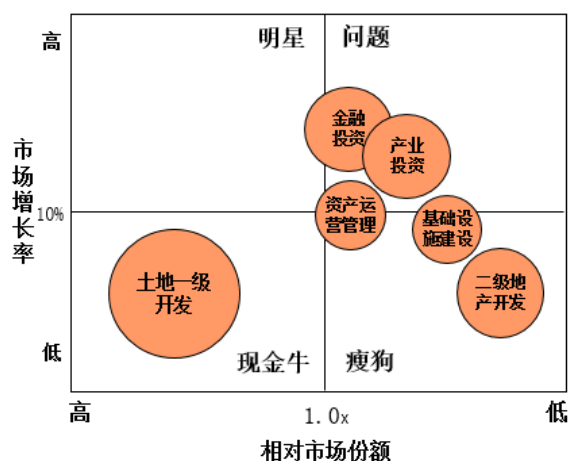 高
明星
问题
金融
投资
产业
投资
市场增长率
10%
资产运
营管理
基础设
施建设
土地一级
开发
二级地
产开发
低
现金牛
瘦狗
高
1.0x
低
相对市场份额